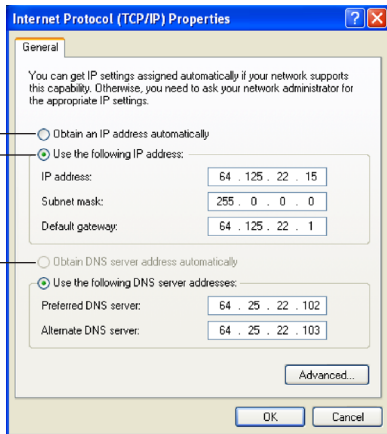 Internet Protocol (TCP/IP) Properties
General
You can get IP settings assigned automatically if your network supports
this capability. Otherwise, you need to ask your network administrator for
the appropriate IP settings.
Obtain an IP address automatically
Use the following IP address:
IP address: 64 . 125 . 22 . 15
Subnet mask: 255 . 0 . 0 . 0
Default gateway: 64 . 125 . 22 . 1
Obtain DNS server address automatically
Use the following DNS server addresses:
Preferred DNS server: 64 . 25 . 22 . 102
Alternate DNS server: 64 . 25 . 22 . 103
Advanced...
OK Cancel